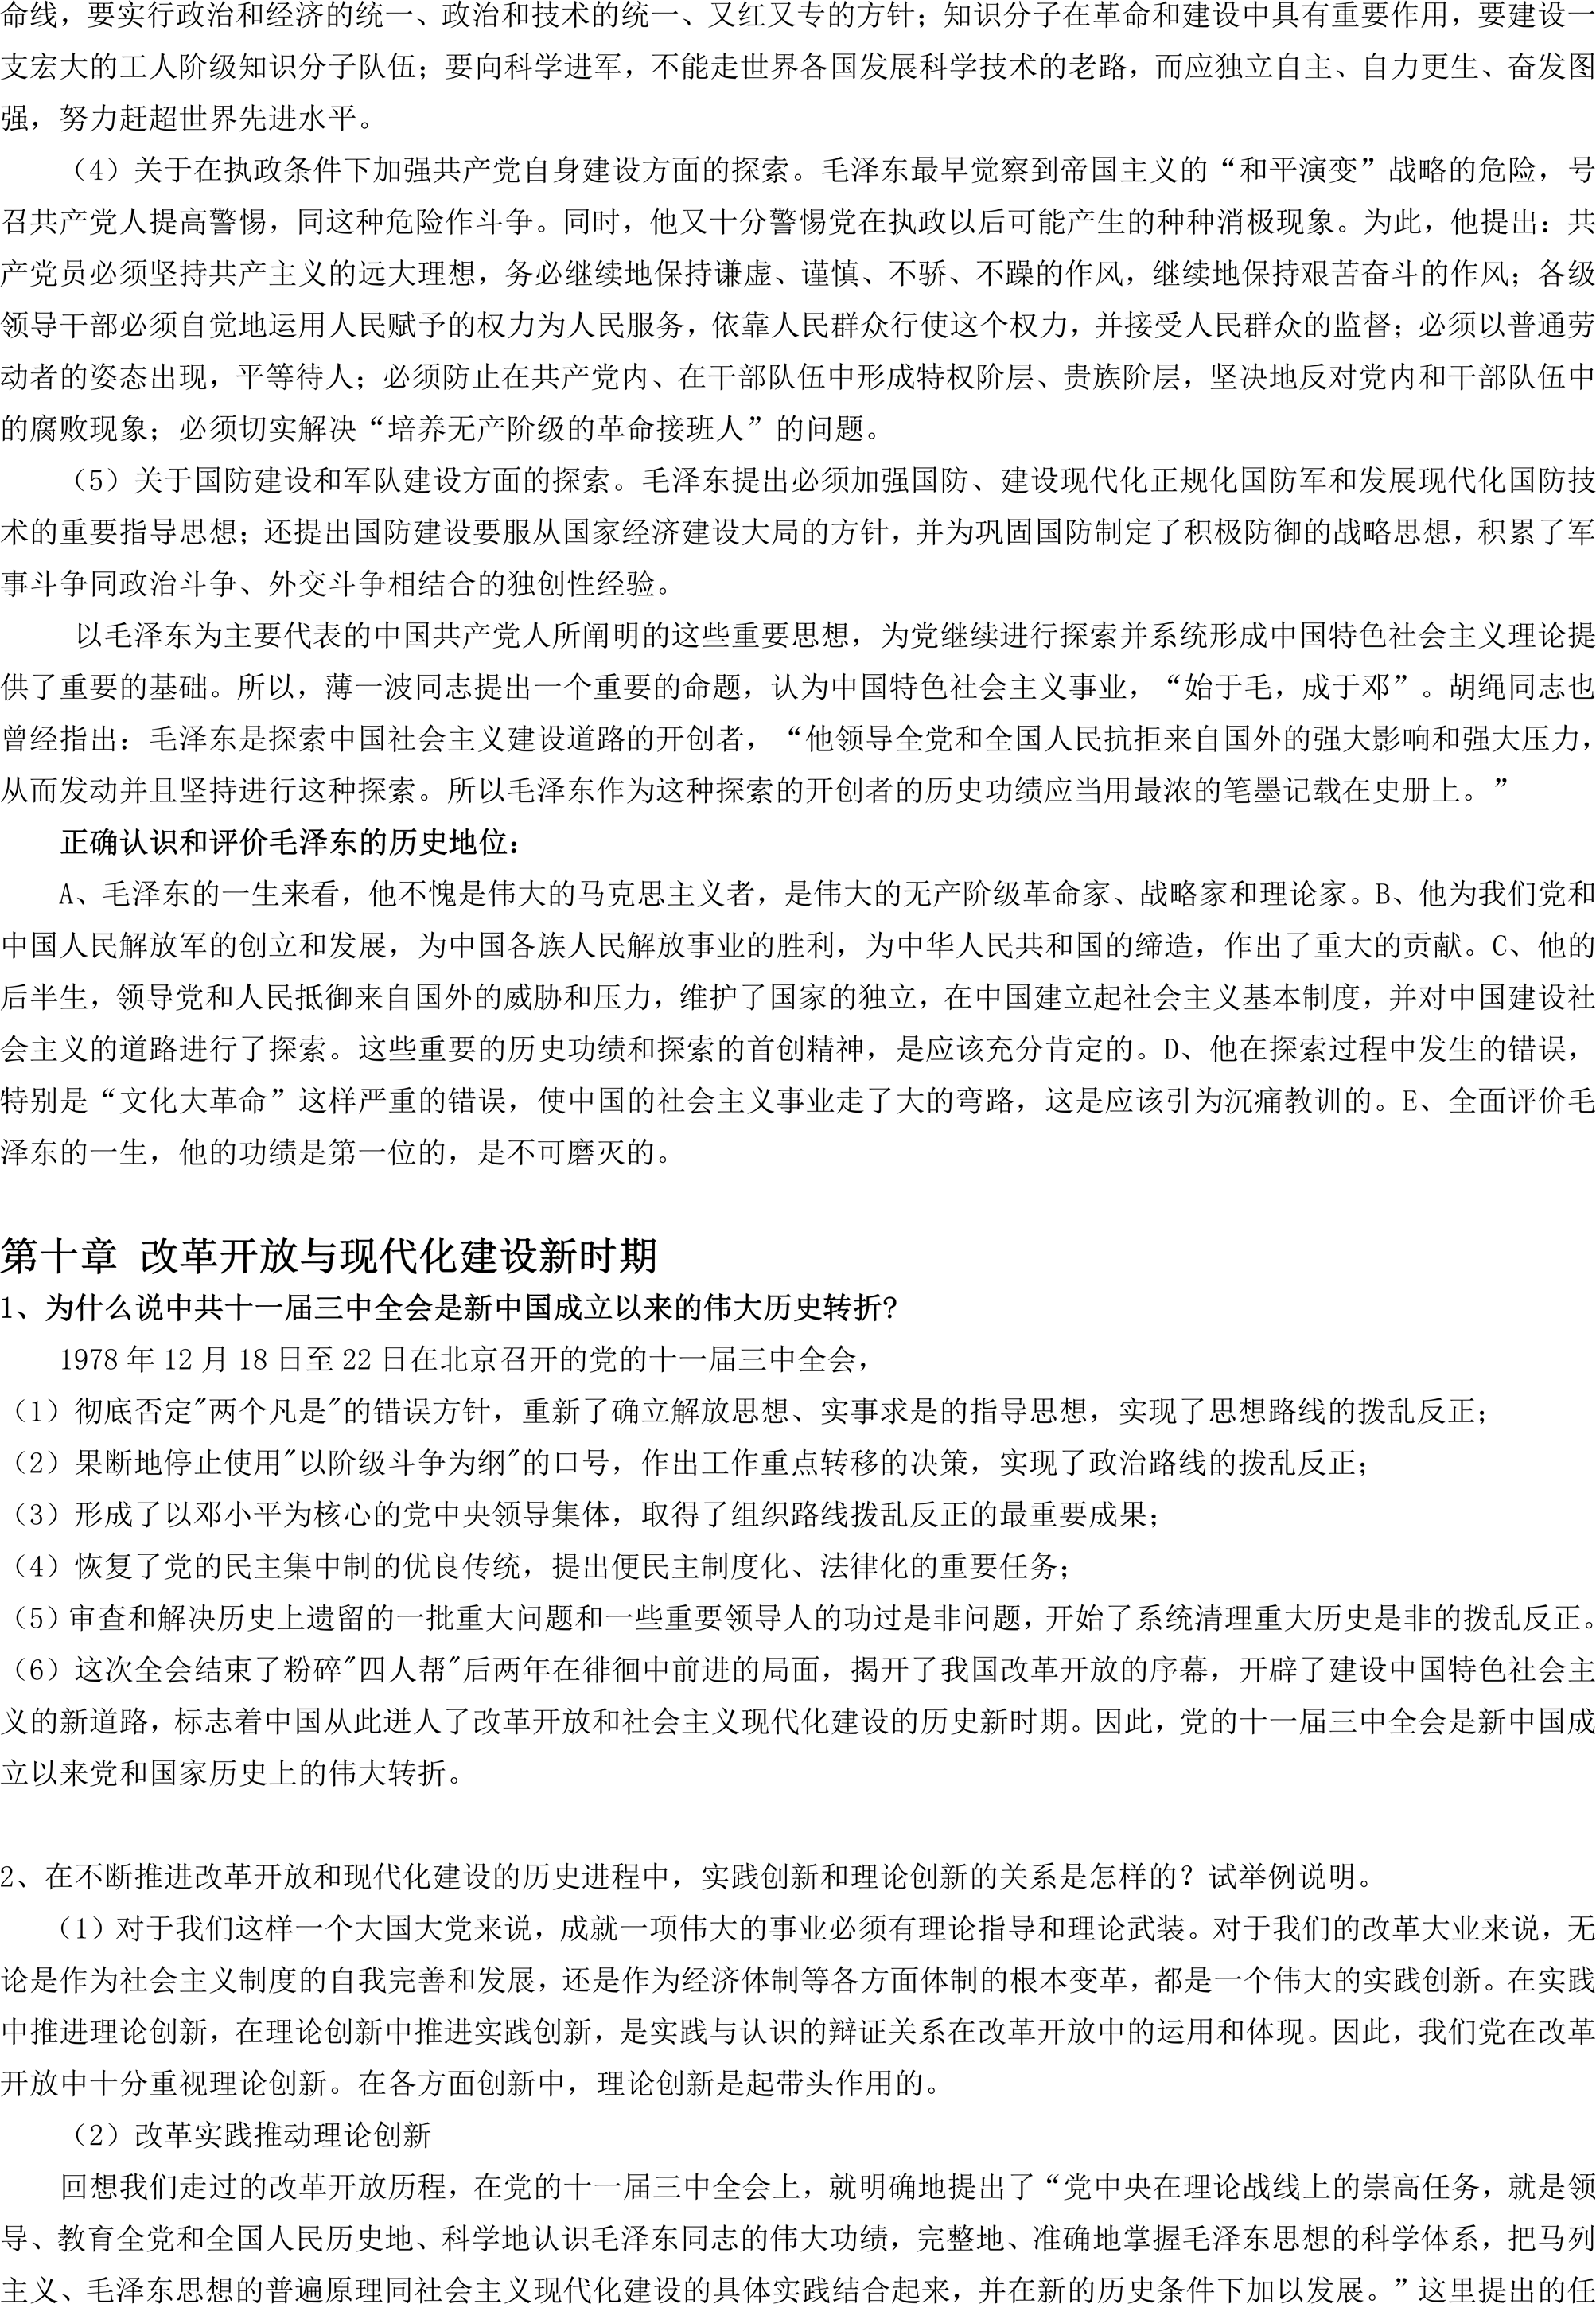 命线，要实行政治和经济的统一、政治和技术的统一、又红又专的方针；知识分子在革命和建设中具有重要作用，要建设一
支宏大的工人阶级知识分子队伍；要向科学进军，不能走世界各国发展科学技术的老路，而应独立自主、自力更生、奋发图
强，努力赶超世界先进水平。
（4）关于在执政条件下加强共产党自身建设方面的探索。毛泽东最早觉察到帝国主义的“和平演变”战略的危险，号
召共产党人提高警惕，同这种危险作斗争。同时，他又十分警惕党在执政以后可能产生的种种消极现象。为此，他提出：共
产党员必须坚持共产主义的远大理想，务必继续地保持谦虚、谨慎、不骄、不躁的作风，继续地保持艰苦奋斗的作风；各级
领导干部必须自觉地运用人民赋予的权力为人民服务，依靠人民群众行使这个权力，并接受人民群众的监督；必须以普通劳
动者的姿态出现，平等待人；必须防止在共产党内、在干部队伍中形成特权阶层、贵族阶层，坚决地反对党内和干部队伍中
的腐败现象；必须切实解决“培养无产阶级的革命接班人”的问题。
（5）关于国防建设和军队建设方面的探索。毛泽东提出必须加强国防、建设现代化正规化国防军和发展现代化国防技
术的重要指导思想；还提出国防建设要服从国家经济建设大局的方针，并为巩固国防制定了积极防御的战略思想，积累了军
事斗争同政治斗争、外交斗争相结合的独创性经验。
以毛泽东为主要代表的中国共产党人所阐明的这些重要思想，为党继续进行探索并系统形成中国特色社会主义理论提
供了重要的基础。所以，薄一波同志提出一个重要的命题，认为中国特色社会主义事业，“始于毛，成于邓”。胡绳同志也
曾经指出：毛泽东是探索中国社会主义建设道路的开创者，“他领导全党和全国人民抗拒来自国外的强大影响和强大压力，
从而发动并且坚持进行这种探索。所以毛泽东作为这种探索的开创者的历史功绩应当用最浓的笔墨记载在史册上。”
正确认识和评价毛泽东的历史地位：
A、毛泽东的一生来看，他不愧是伟大的马克思主义者，是伟大的无产阶级革命家、战略家和理论家。B、他为我们党和
中国人民解放军的创立和发展，为中国各族人民解放事业的胜利，为中华人民共和国的缔造，作出了重大的贡献。C、他的
后半生，领导党和人民抵御来自国外的威胁和压力，维护了国家的独立，在中国建立起社会主义基本制度，并对中国建设社
会主义的道路进行了探索。这些重要的历史功绩和探索的首创精神，是应该充分肯定的。D、他在探索过程中发生的错误，
特别是“文化大革命”这样严重的错误，使中国的社会主义事业走了大的弯路，这是应该引为沉痛教训的。E、全面评价毛
泽东的一生，他的功绩是第一位的，是不可磨灭的。
第十章 改革开放与现代化建设新时期
1、为什么说中共十一届三中全会是新中国成立以来的伟大历史转折?
1978 年 12 月 18 日至 22 日在北京召开的党的十一届三中全会，
（1）彻底否定"两个凡是"的错误方针，重新了确立解放思想、实事求是的指导思想，实现了思想路线的拨乱反正；
（2）果断地停止使用"以阶级斗争为纲"的口号，作出工作重点转移的决策，实现了政治路线的拨乱反正；
（3）形成了以邓小平为核心的党中央领导集体，取得了组织路线拨乱反正的最重要成果；
（4）恢复了党的民主集中制的优良传统，提出便民主制度化、法律化的重要任务；
（5）审查和解决历史上遗留的一批重大问题和一些重要领导人的功过是非问题，开始了系统清理重大历史是非的拨乱反正。
（6）这次全会结束了粉碎"四人帮"后两年在徘徊中前进的局面，揭开了我国改革开放的序幕，开辟了建设中国特色社会主
义的新道路，标志着中国从此迸人了改革开放和社会主义现代化建设的历史新时期。因此，党的十一届三中全会是新中国成
立以来党和国家历史上的伟大转折。
2、在不断推进改革开放和现代化建设的历史进程中，实践创新和理论创新的关系是怎样的？试举例说明。
（1）对于我们这样一个大国大党来说，成就一项伟大的事业必须有理论指导和理论武装。对于我们的改革大业来说，无
论是作为社会主义制度的自我完善和发展，还是作为经济体制等各方面体制的根本变革，都是一个伟大的实践创新。在实践
中推进理论创新，在理论创新中推进实践创新，是实践与认识的辩证关系在改革开放中的运用和体现。因此，我们党在改革
开放中十分重视理论创新。在各方面创新中，理论创新是起带头作用的。
（2）改革实践推动理论创新
回想我们走过的改革开放历程，在党的十一届三中全会上，就明确地提出了“党中央在理论战线上的崇高任务，就是领
导、教育全党和全国人民历史地、科学地认识毛泽东同志的伟大功绩，完整地、准确地掌握毛泽东思想的科学体系，把马列
主义、毛泽东思想的普遍原理同社会主义现代化建设的具体实践结合起来，并在新的历史条件下加以发展。”这里提出的任